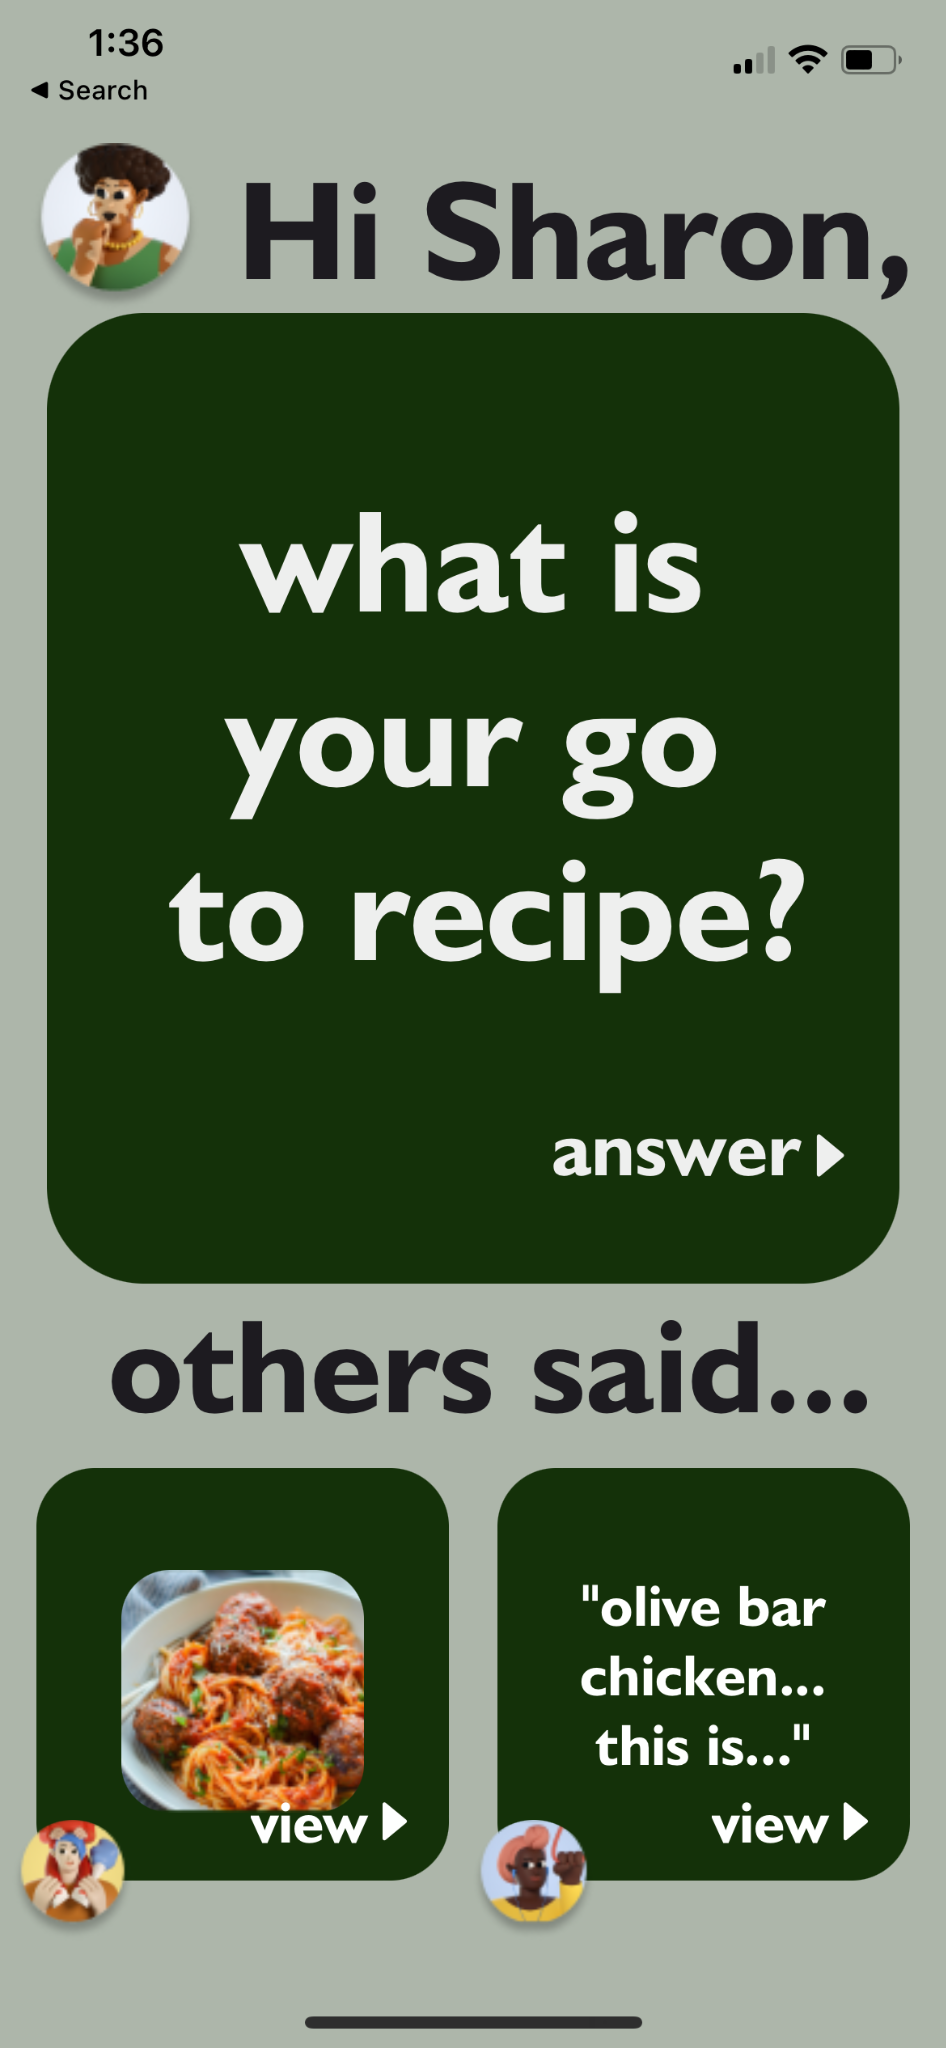 1:36
◀ Search
Hi Sharon,
what is
your go
to recipe?
answer
others said...
view
"olive bar
chicken...
this is..."
view